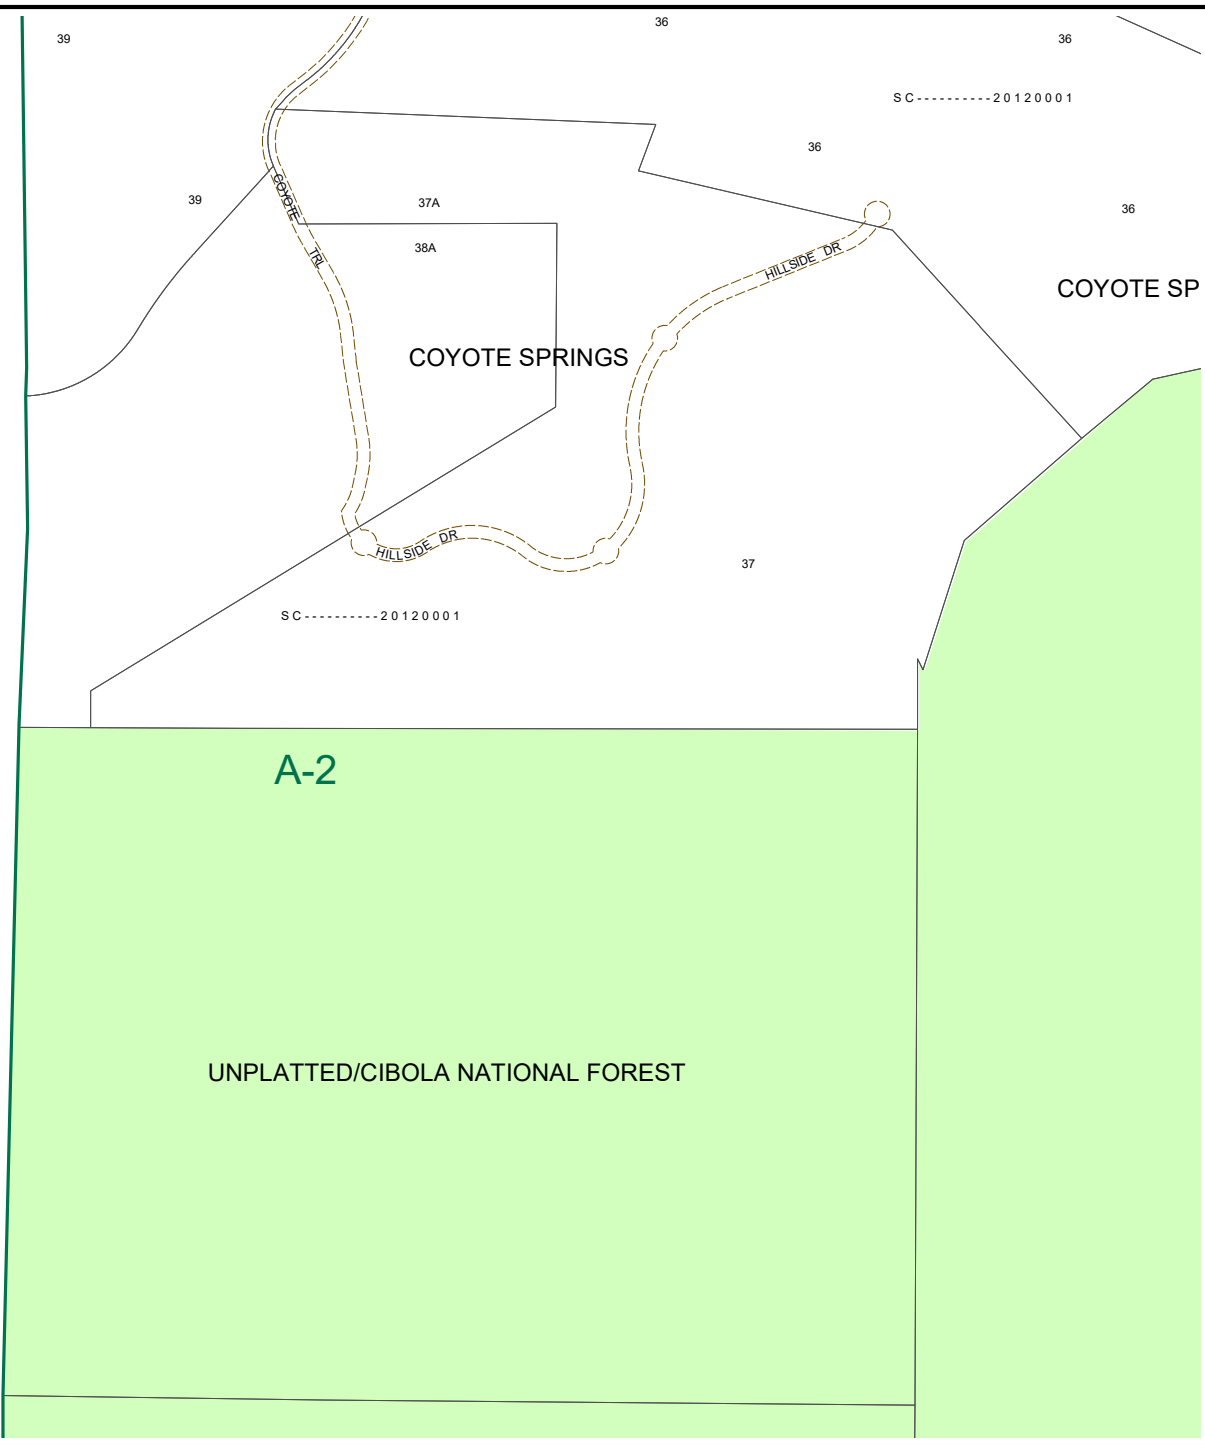 36
39
36
SC----------20120001
36
COYOTE TRL
39
37A
36
38A
HILLSIDE DR
COYOTE SP
COYOTE SPRINGS
HILLSIDE DR
37
SC----------20120001
A-2
UNPLATTED/CIBOLA NATIONAL FOREST